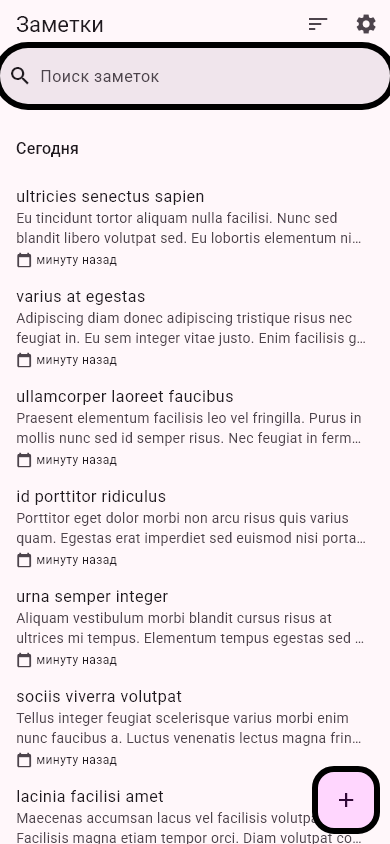 Заметки
Поиск заметок
Сегодня
ultricies senectus sapien
Eu tincidunt tortor aliquam nulla facilisi. Nunc sed
blandit libero volutpat sed. Eu lobortis elementum ni…
минуту назад
varius at egestas
Adipiscing diam donec adipiscing tristique risus nec
feugiat in. Eu sem integer vitae justo. Enim facilisis g…
минуту назад
ullamcorper laoreet faucibus
Praesent elementum facilisis leo vel fringilla. Purus in
mollis nunc sed id semper risus. Nec feugiat in ferm…
минуту назад
id porttitor ridiculus
Porttitor eget dolor morbi non arcu risus quis varius
quam. Egestas erat imperdiet sed euismod nisi porta…
минуту назад
urna semper integer
Aliquam vestibulum morbi blandit cursus risus at
ultrices mi tempus. Elementum tempus egestas sed …
минуту назад
sociis viverra volutpat
Tellus integer feugiat scelerisque varius morbi enim
nunc faucibus a. Luctus venenatis lectus magna frin…
минуту назад
lacinia facilisi amet
Maecenas accumsan lacus vel facilisis volutpa
Facilisis magna etiam tempor orci. Diam volutpat co…